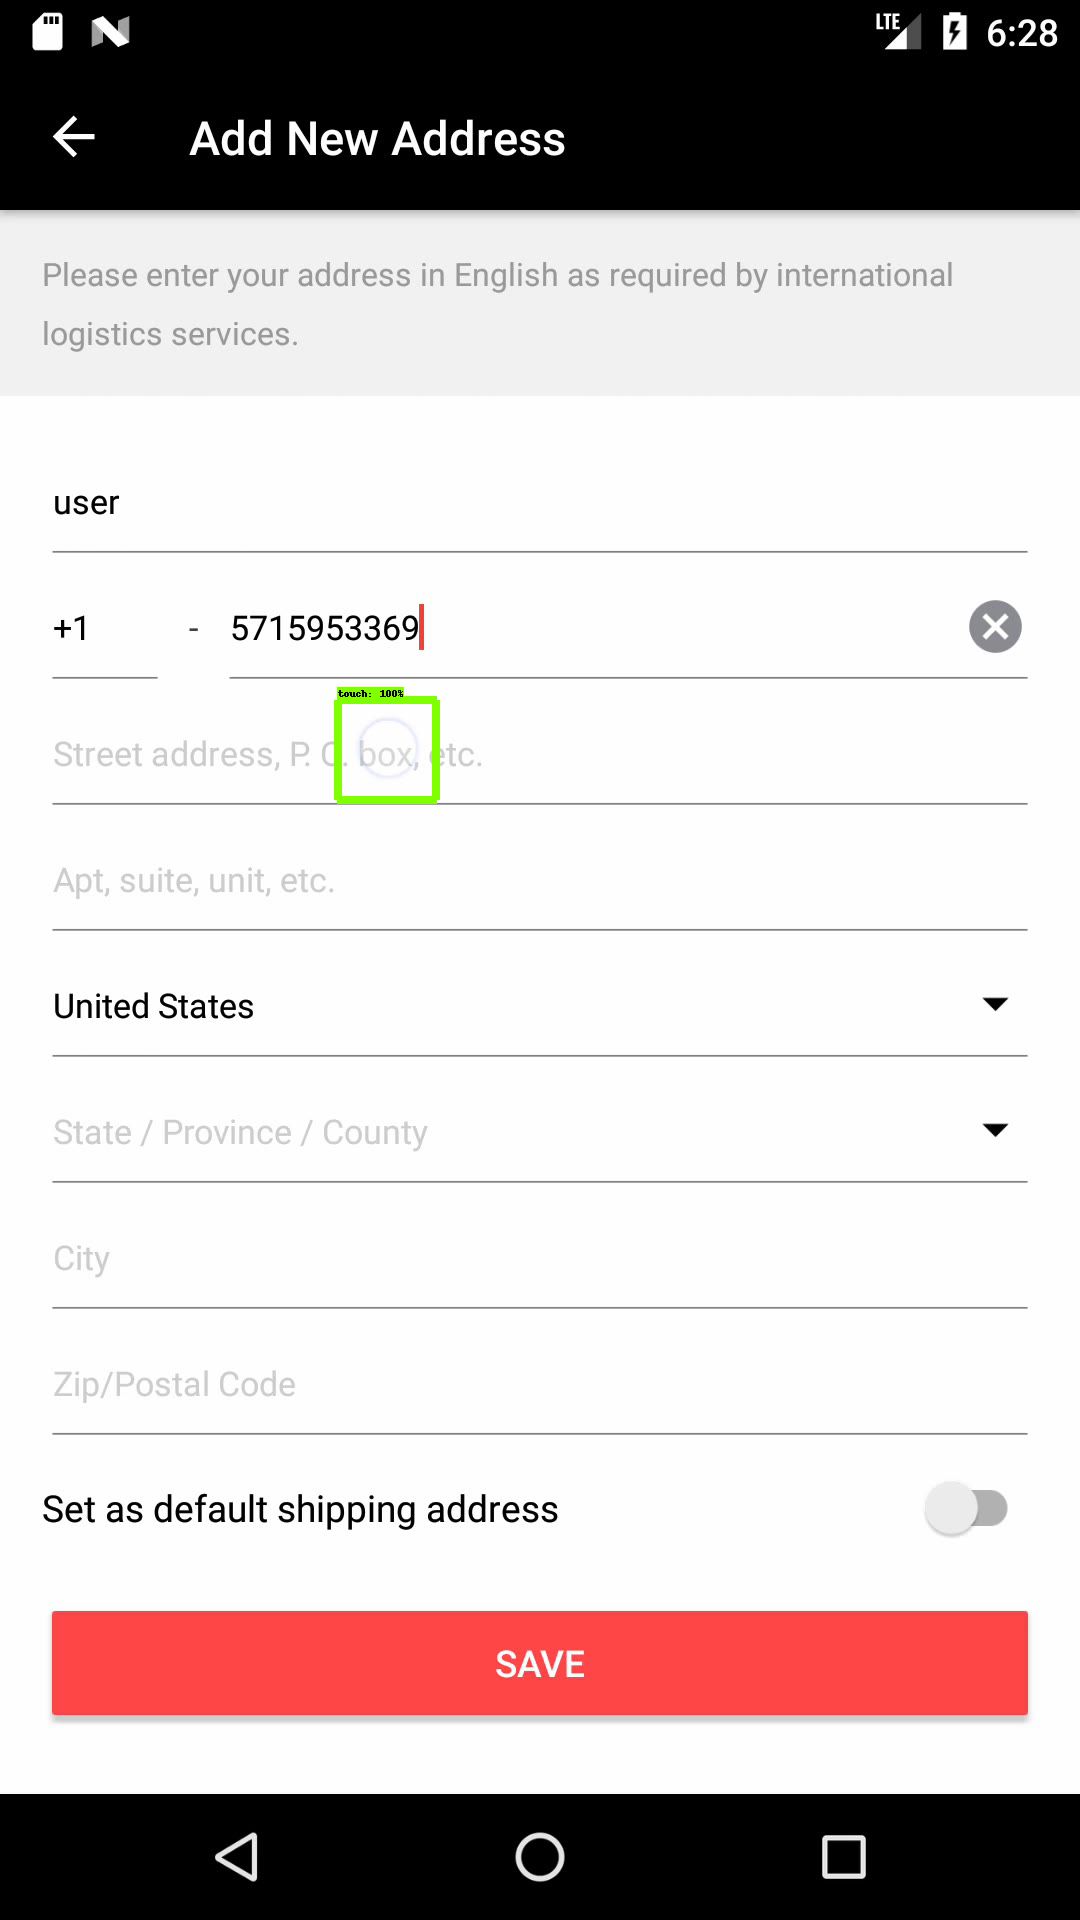 LTE 6:28
Add New Address
Please enter your address in English as required by international
logistics services.
user
+1 - 5715953369
touch: 100%
Street address, P. O. box, etc.
Apt, suite, unit, etc.
United States
State / Province / County
City
Zip/Postal Code
Set as default shipping address
SAVE